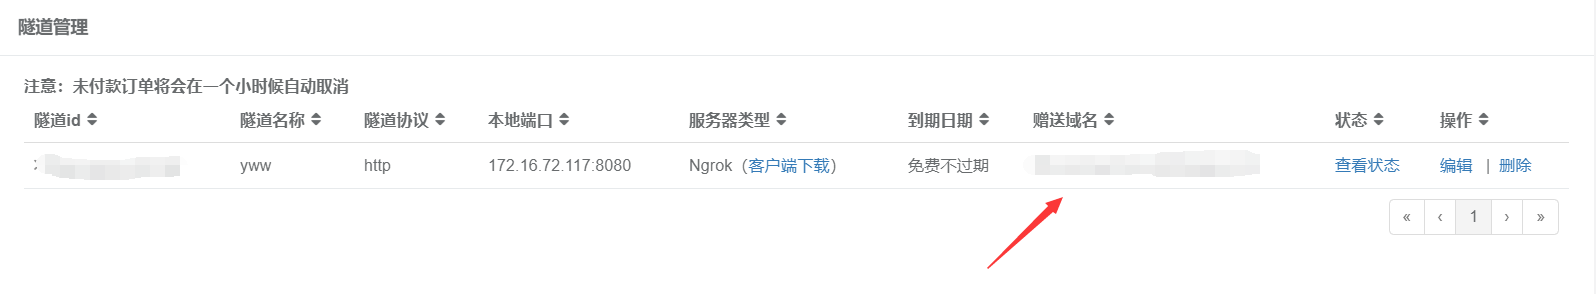 隧道管理
注意：未付款订单将会在一个小时候自动取消
隧道id 隧道名称 隧道协议 本地端口 服务器类型 到期日期 赠送域名 状态 操作
yww http 172.16.72.117:8080 Ngrok（客户端下载） 免费不过期 查看状态 编辑 | 删除
« ‹ 1 › »